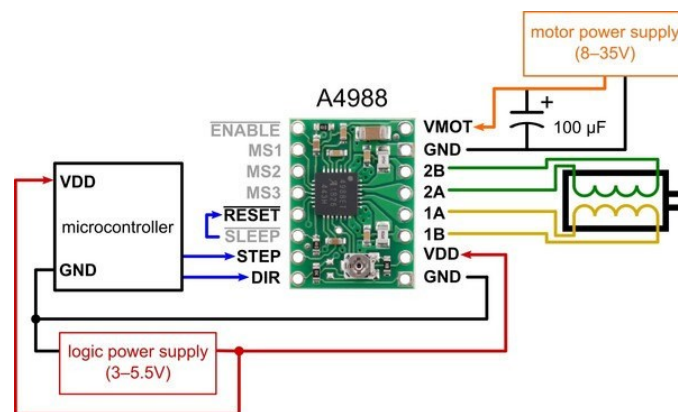 motor power supply
(8–35V)
A4988
ENABLE
VMOT
+
100 µF
MS1
GND
MS2
2B
MS3
2A
RESET
1A
SLEEP
1B
STEP
VDD
DIR
GND
VDD
microcontroller
GND
logic power supply
(3–5.5V)